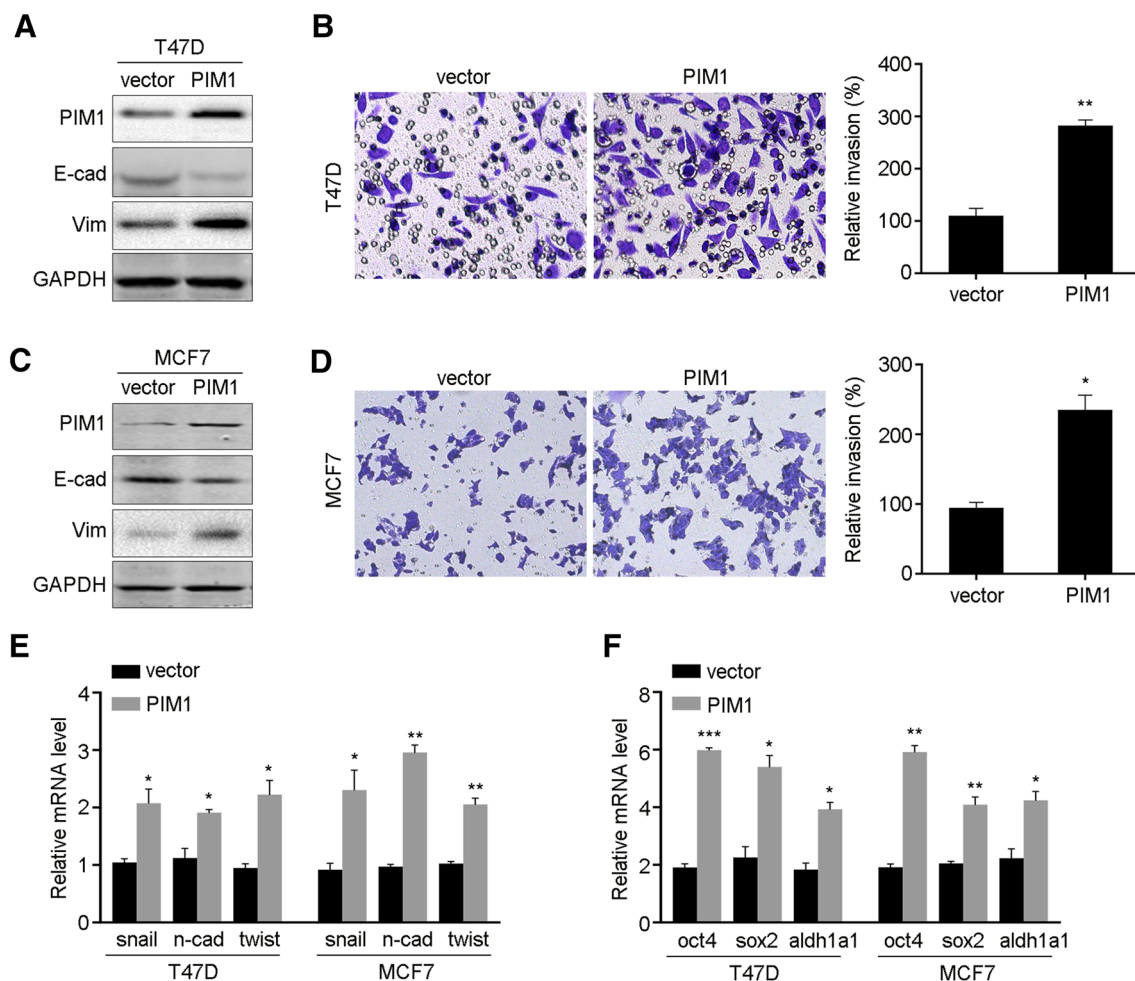 A
T47D
vector PIM1
PIM1
E-cad
Vim
GAPDH
B
vector
PIM1
T47D
Relative invasion (%)
400
300
200
100
0
**
vector
PIM1
C
MCF7
vector PIM1
PIM1
E-cad
Vim
GAPDH
D
vector
PIM1
MCF7
Relative invasion (%)
300
200
100
0
*
vector
PIM1
E
vector
PIM1
Relative mRNA level
4
3
2
1
0
* * * * ** **
snail n-cad twist snail n-cad twist
T47D MCF7
F
vector
PIM1
Relative mRNA level
8
6
4
2
0
*** * * ** ** *
oct4 sox2 aldh1a1 oct4 sox2 aldh1a1
T47D MCF7